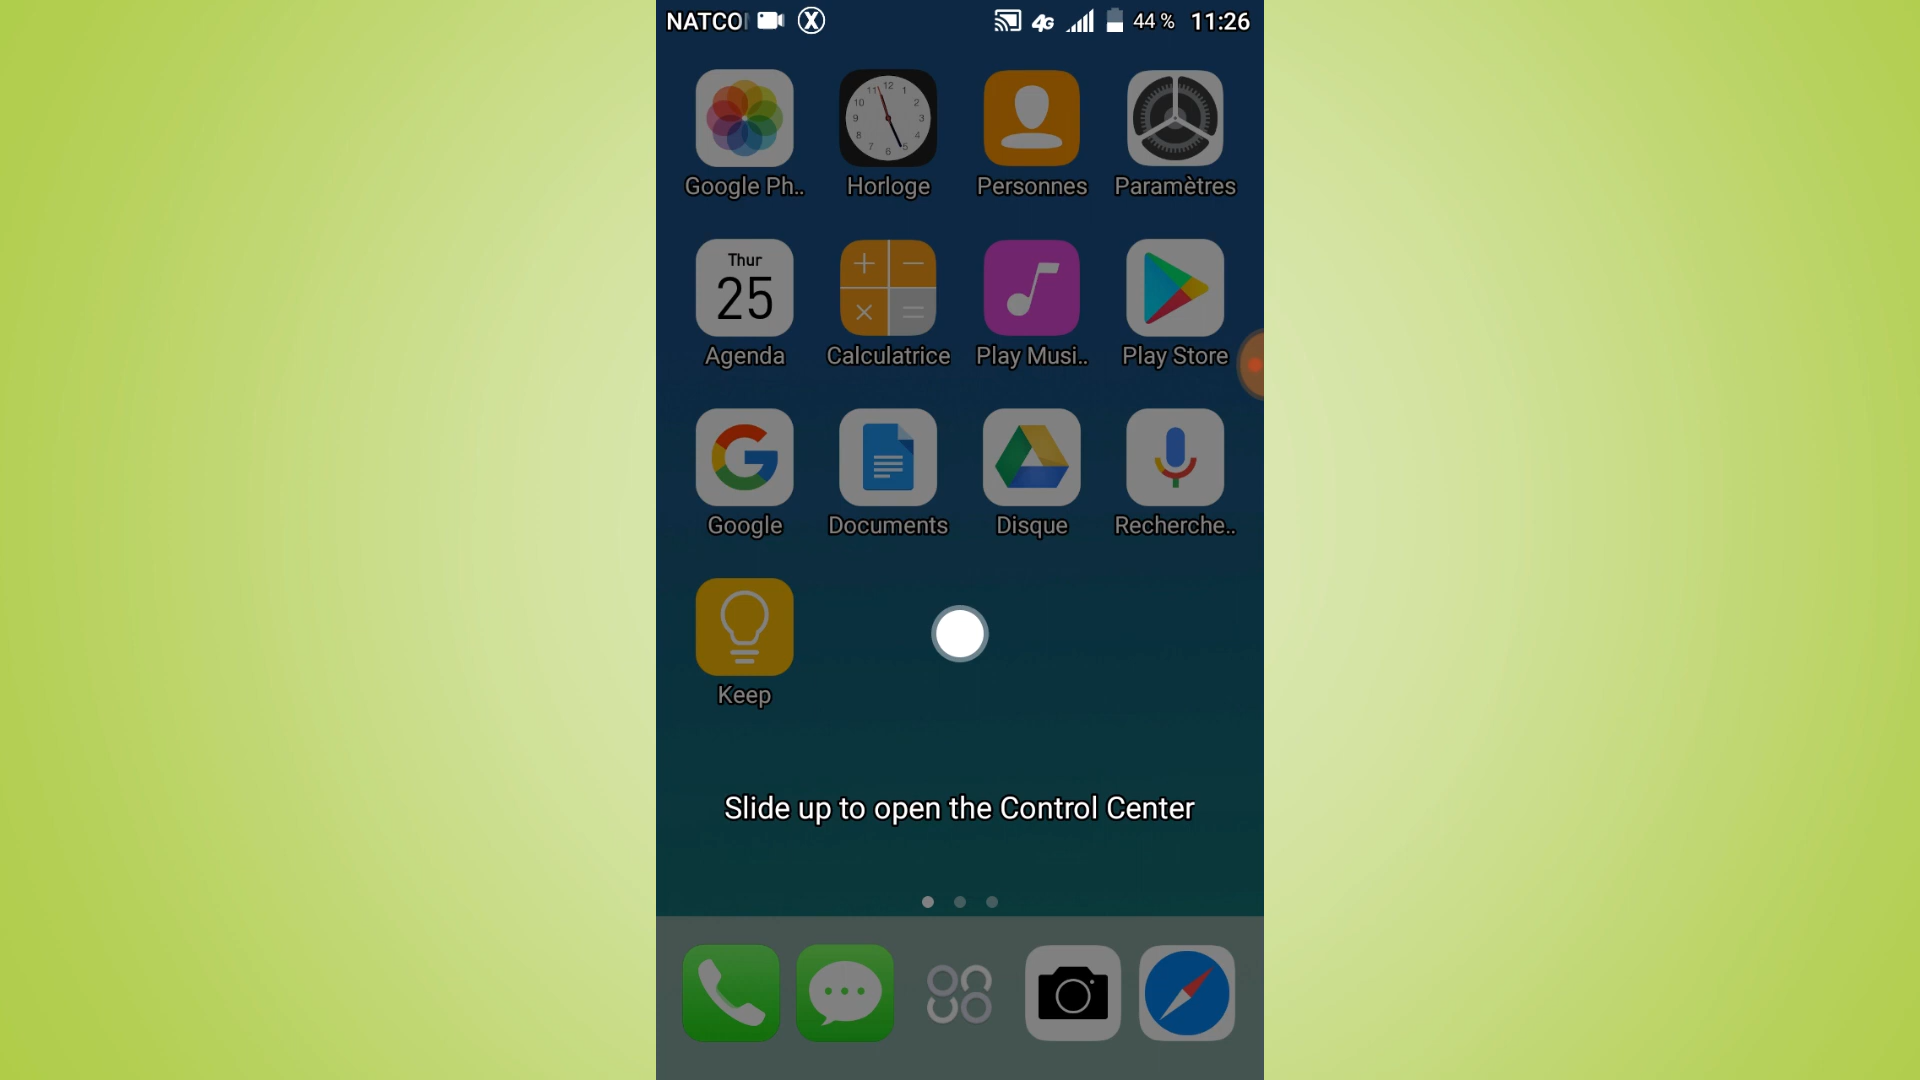 NATCO 44 % 11:26
Google Ph.. Horloge Personnes Paramètres
Thur
25
Agenda Calculatrice Play Musi.. Play Store
Google Documents Disque Recherche..
Keep
Slide up to open the Control Center